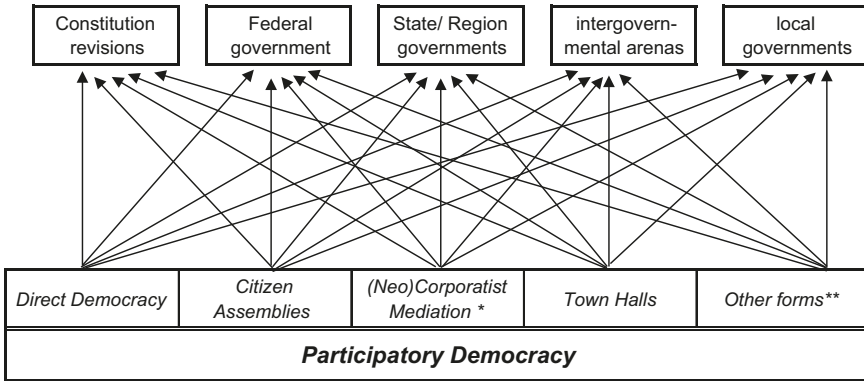 Constitution
revisions
Federal
government
State/ Region
governments
intergovern-
mental arenas
local
governments
Direct Democracy
Citizen
Assemblies
(Neo)Corporatist
Mediation *
Town Halls
Other forms**
Participatory Democracy